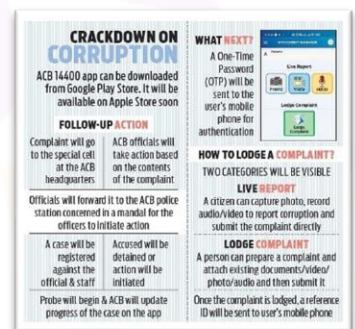 CRACKDOWN ON
CORRUPTION
ACB 14400 app can be downloaded
from Google Play Store. It will be
available on Apple Store soon
FOLLOW-UP ACTION
Complaint will go
to the special cell
at the ACB
headquarters
ACB officials will
take action based
on the contents
of the complaint
Officials will forward it to the ACB police
station concerned in a mandal for the
officers to initiate action
A case will be
registered
against the
official & staff
Accused will be
detained or
action will be
initiated
Probe will begin & ACB will update
progress of the case on the app
WHAT NEXT?
A One-Time
Password
(OTP) will be
sent to the
user's mobile
phone for
authentication
Live Report
Photo
Video
Audio
Lodge Complaint
Lodge
Complaint
HOW TO LODGE A COMPLAINT?
TWO CATEGORIES WILL BE VISIBLE
LIVE REPORT
A citizen can capture photo, record
audio/video to report corruption and
submit the complaint directly
LODGE COMPLAINT
A person can prepare a complaint and
attach existing documents/video/
photo/audio and then submit it
Once the complaint is lodged, a reference
ID will be sent to user's mobile phone